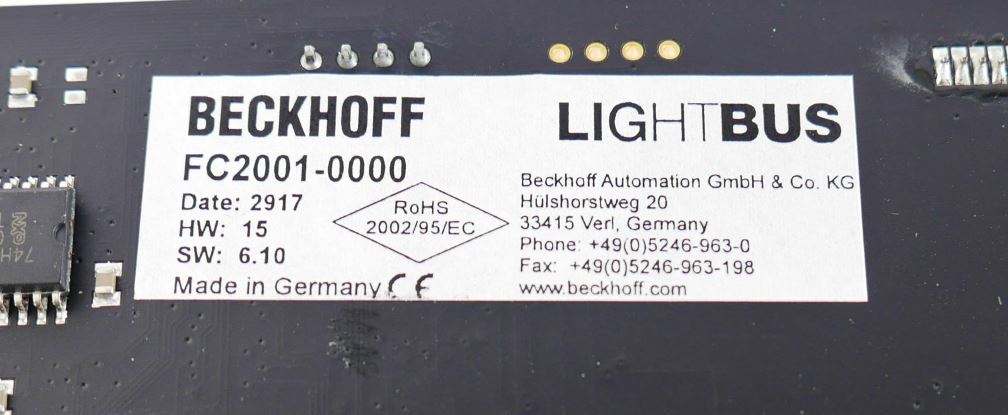 BECKHOFF
LIGHTBUS
FC2001-0000
Date: 2917
HW: 15
SW: 6.10
Made in Germany CE
RoHS
2002/95/EC
Beckhoff Automation GmbH & Co. KG
Hülshorstweg 20
33415 Verl, Germany
Phone: +49(0)5246-963-0
Fax: +49(0)5246-963-198
www.beckhoff.com
NXP